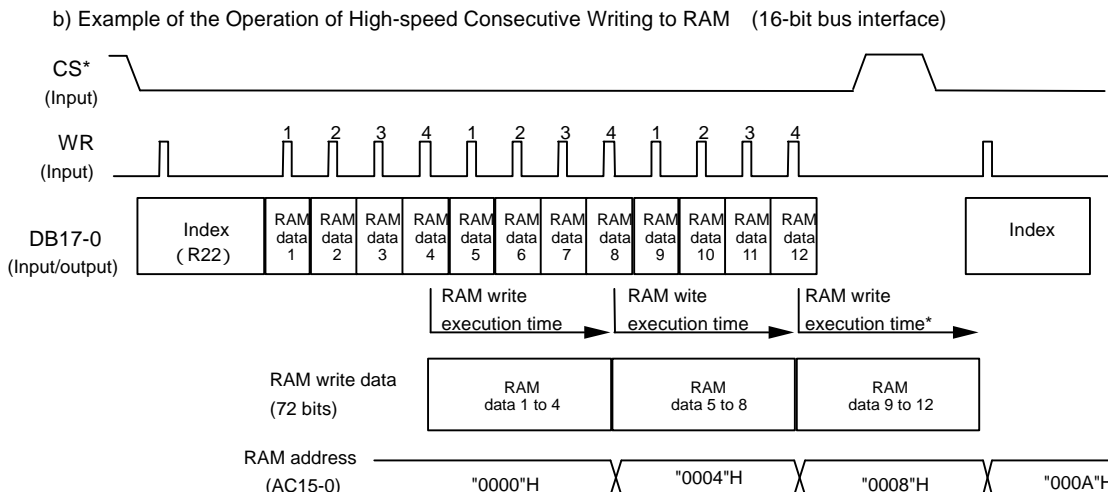 b) Example of the Operation of High-speed Consecutive Writing to RAM (16-bit bus interface)
CS*
(Input)
WR
(Input)
1 2 3 4 1 2 3 4 1 2 3 4
DB17-0
(Input/output)
Index
(R22)
RAM data 1
RAM data 2
RAM data 3
RAM data 4
RAM data 5
RAM data 6
RAM data 7
RAM data 8
RAM data 9
RAM data 10
RAM data 11
RAM data 12
Index
RAM write
execution time
RAM wite
execution time
RAM write
execution time*
RAM write data
(72 bits)
RAM
data 1 to 4
RAM
data 5 to 8
RAM
data 9 to 12
RAM address
(AC15-0)
"0000"H
"0004"H
"0008"H
"000A"H